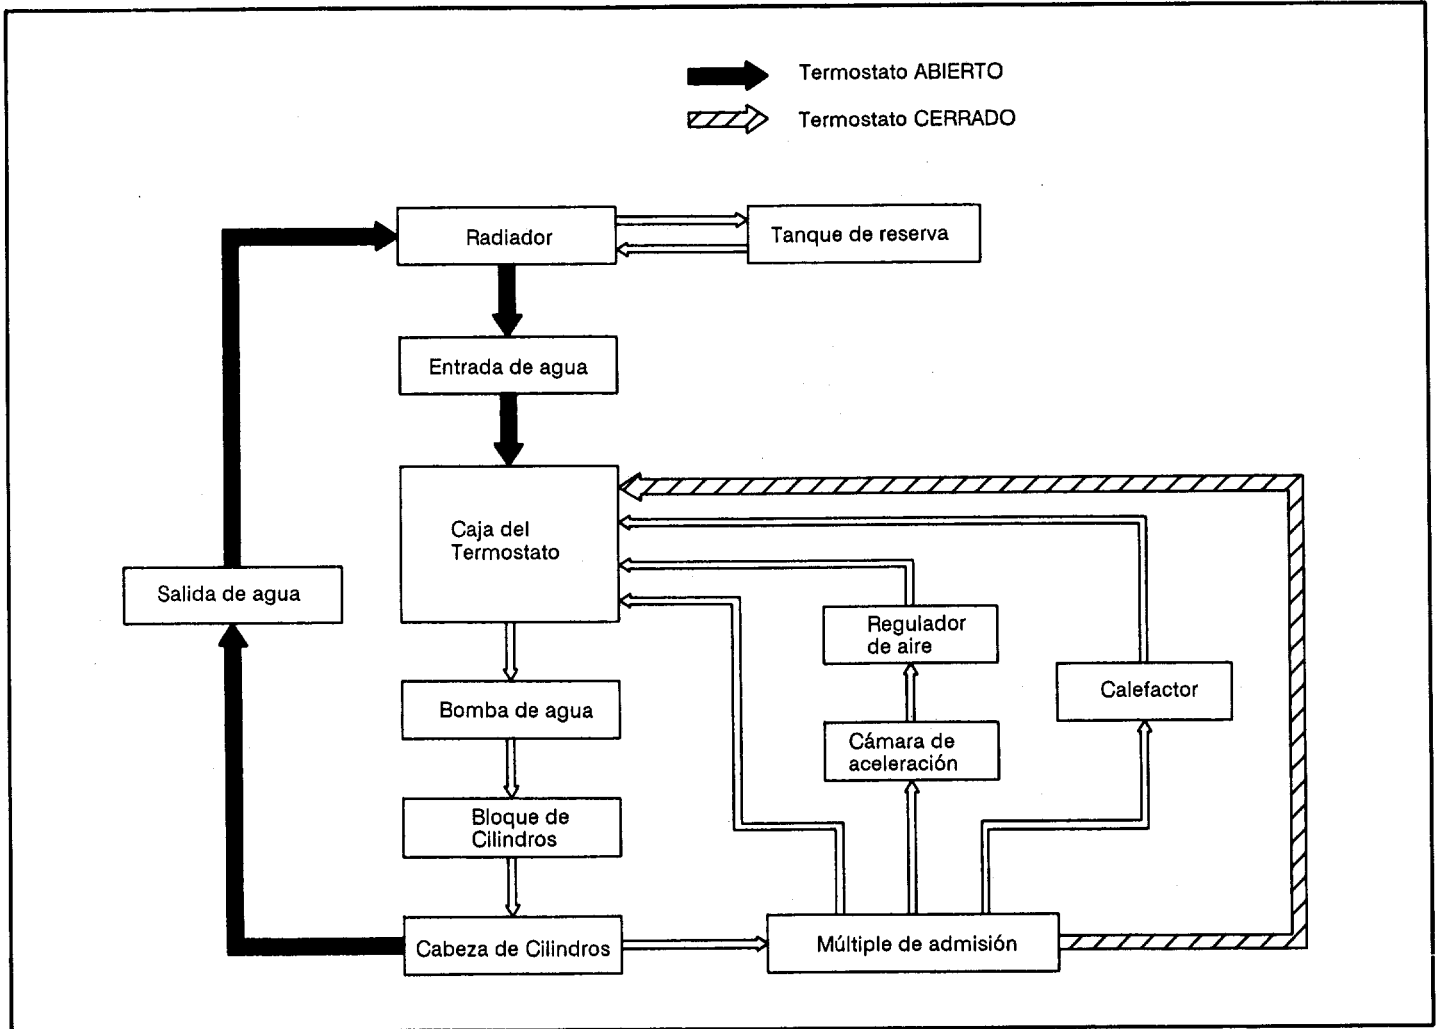 Termostato ABIERTO
Termostato CERRADO
Radiador
Tanque de reserva
Entrada de agua
Caja del
Termostato
Salida de agua
Regulador
de aire
Calefactor
Bomba de agua
Cámara de
aceleración
Bloque de
Cilindros
Cabeza de Cilindros
Múltiple de admisión